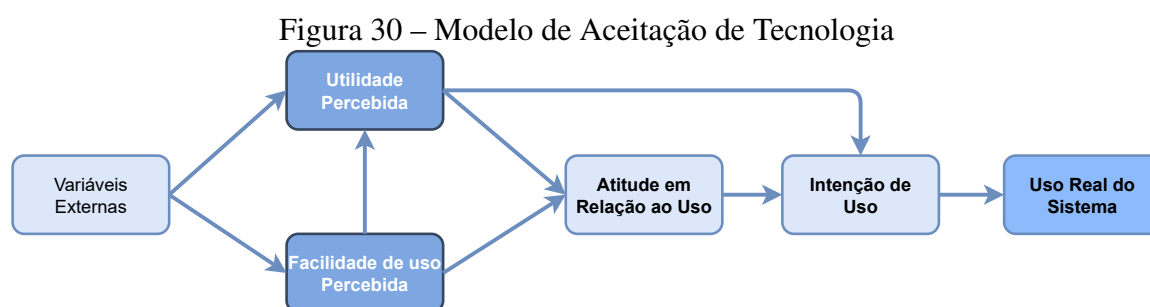 Figura 30 – Modelo de Aceitação de Tecnologia
Utilidade
Percebida
Variáveis
Externas
Facilidade de uso
Percebida
Atitude em
Relação ao Uso
Intenção de
Uso
Uso Real do
Sistema